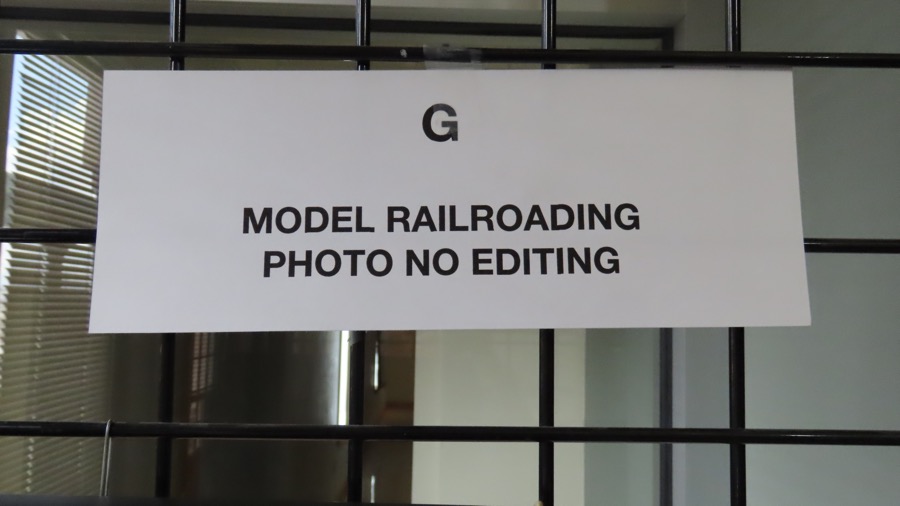 G
MODEL RAILROADING
PHOTO NO EDITING